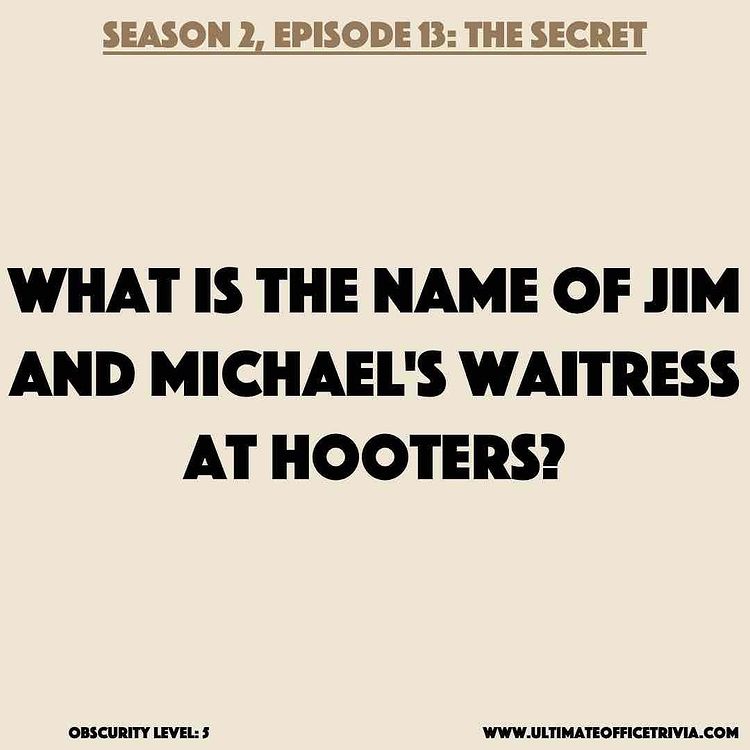 SEASON 2, EPISODE 13: THE SECRET
WHAT IS THE NAME OF JIM
AND MICHAEL'S WAITRESS
AT HOOTERS?
OBSCURITY LEVEL: 5
WWW.ULTIMATEOFFICETRIVIA.COM